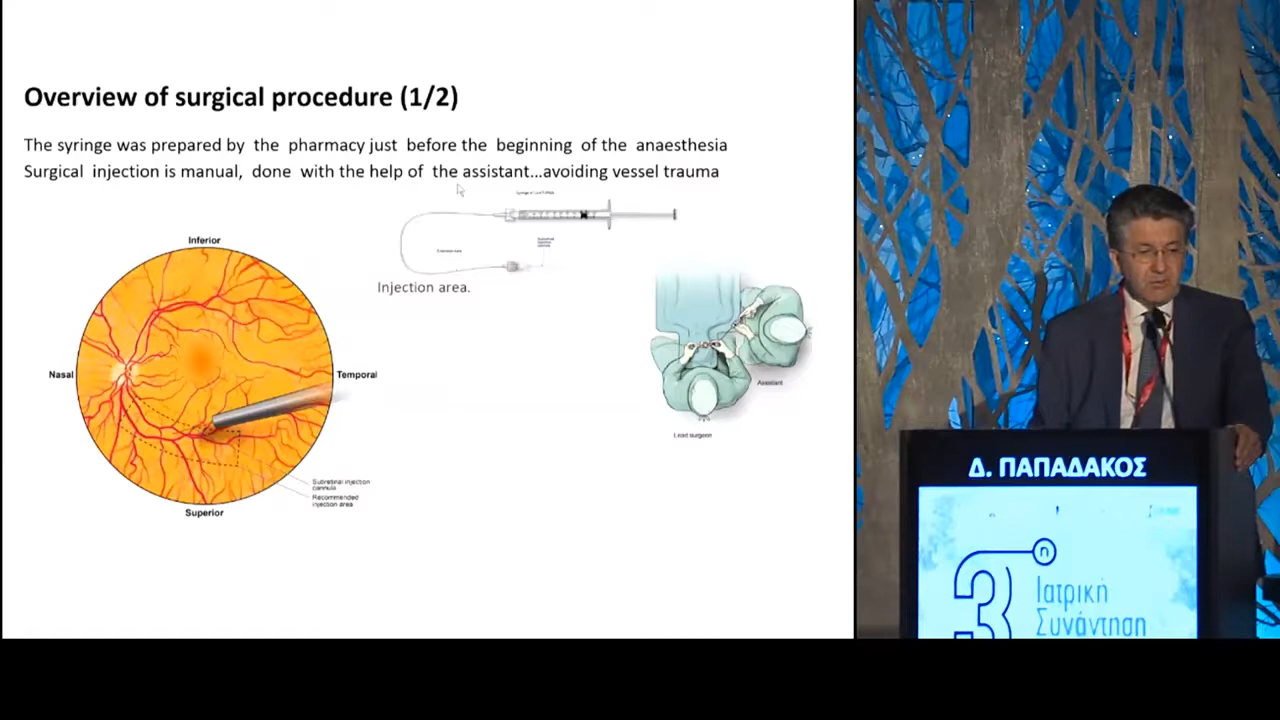 Overview of surgical procedure (1/2)
The syringe was prepared by the pharmacy just before the beginning of the anaesthesia
Surgical injection is manual, done with the help of the assistant...avoiding vessel trauma
Injection area.
Inferior
Nasal
Temporal
Superior
Subretinal injection
cannula
Recommended
injection area
Assistant
Lead surgeon
Δ. ΠΑΠΑΔΑΚΟΣ
3η
Ιατρική
Συνάντηση